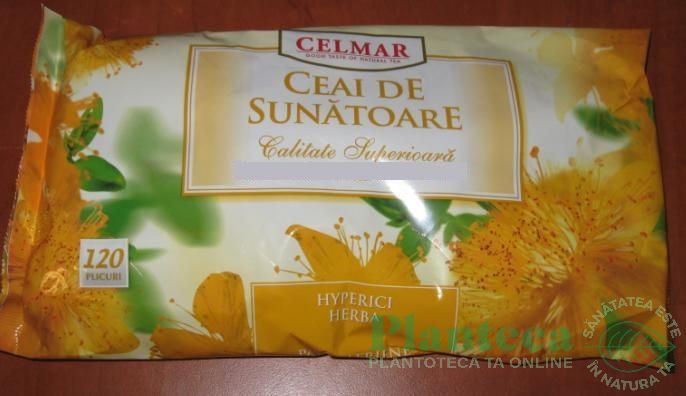 CELMAR
GOOD TASTE OF NATURAL TEA
CEAI DE
SUNĂTOARE
Calitate Superioară
120
PLICURI
HYPERICI
HERBA
Planteca
PLANTOTECA TA ONLINE
SĂNĂTATEA ESTE
ÎN NATURA TA